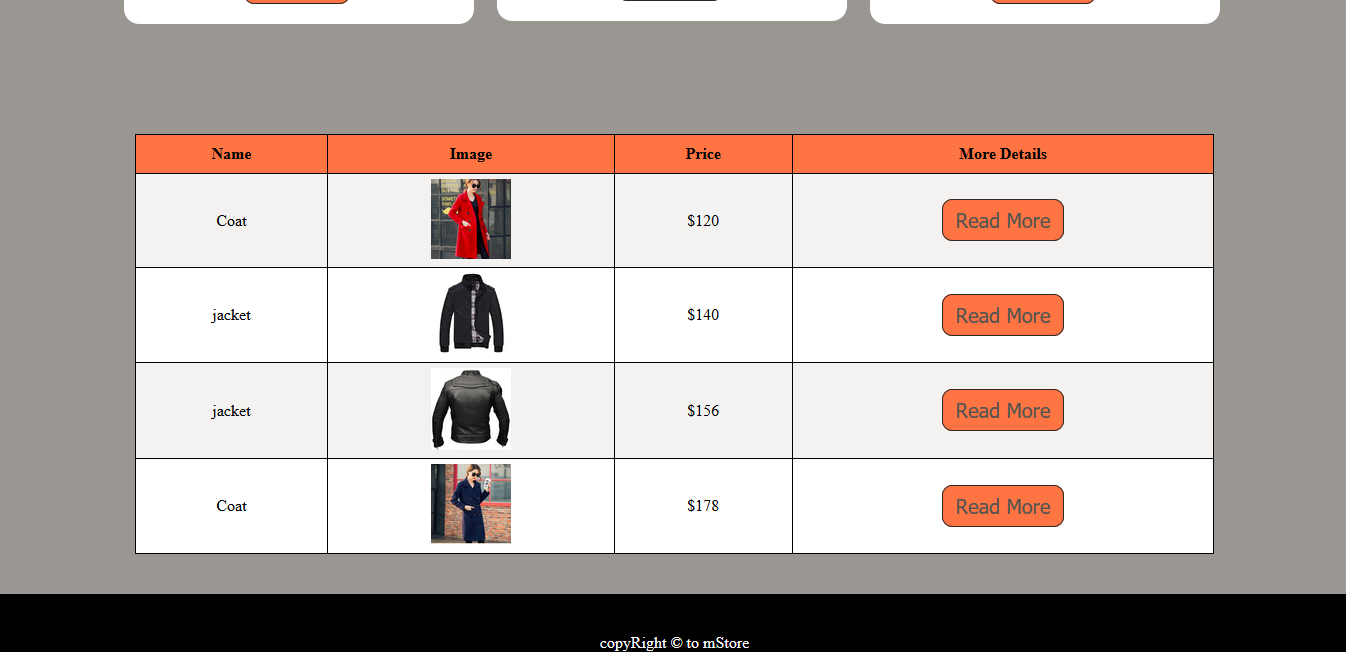 Name Image Price More Details
Coat $120 Read More
jacket $140 Read More
jacket $156 Read More
Coat $178 Read More
copyRight © to mStore